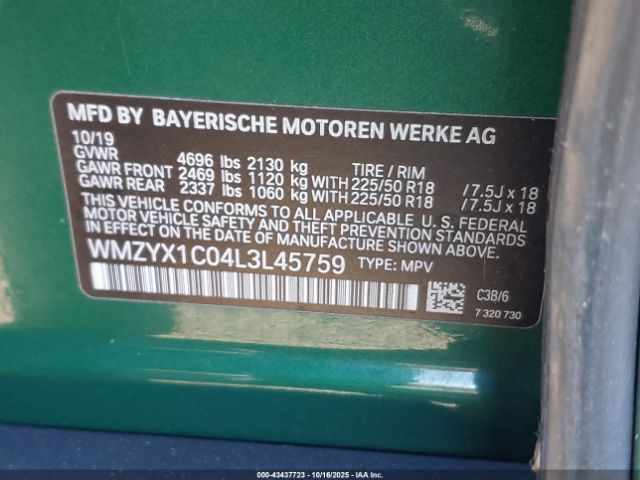 MFD BY BAYERISCHE MOTOREN WERKE AG
10/19
GVWR 4696 lbs 2130 kg TIRE / RIM
GAWR FRONT 2469 lbs 1120 kg WITH 225/50 R18 /7.5J x 18
GAWR REAR 2337 lbs 1060 kg WITH 225/50 R18 /7.5J x 18
THIS VEHICLE CONFORMS TO ALL APPLICABLE U. S. FEDERAL
MOTOR VEHICLE SAFETY AND THEFT PREVENTION STANDARDS
IN EFFECT ON THE DATE OF MANUFACTURE SHOWN ABOVE.
WMZYX1C04L3L45759 TYPE: MPV
C3B/6
7 320 730
000-43437723 - 10/16/2025 - IAA Inc.